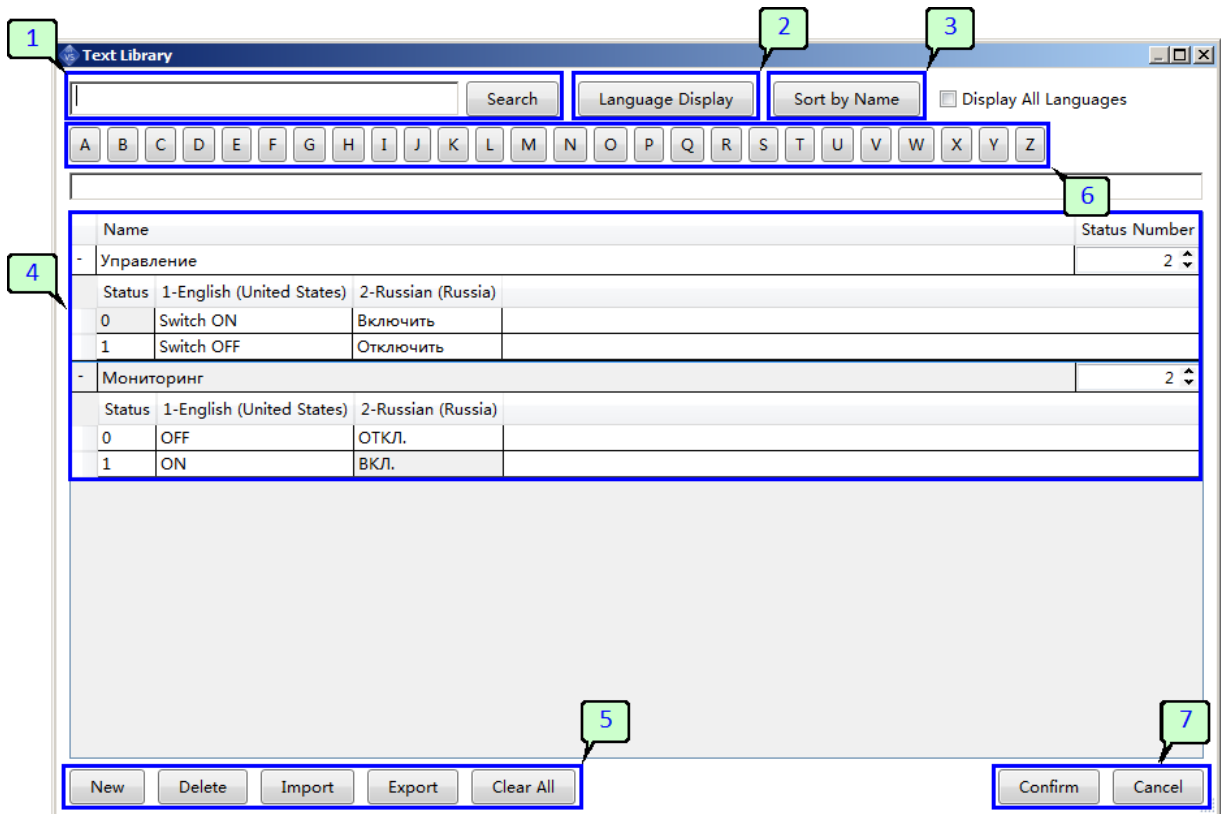 1
2
3
VS Text Library
Search
Language Display
Sort by Name
Display All Languages
A B C D E F G H I J K L M N O P Q R S T U V W X Y Z
6
Name Status Number
4
- Управление 2
Status 1-English (United States) 2-Russian (Russia)
0 Switch ON Включить
1 Switch OFF Отключить
- Мониторинг 2
Status 1-English (United States) 2-Russian (Russia)
0 OFF ОТКЛ.
1 ON ВКЛ.
5
7
New Delete Import Export Clear All Confirm Cancel